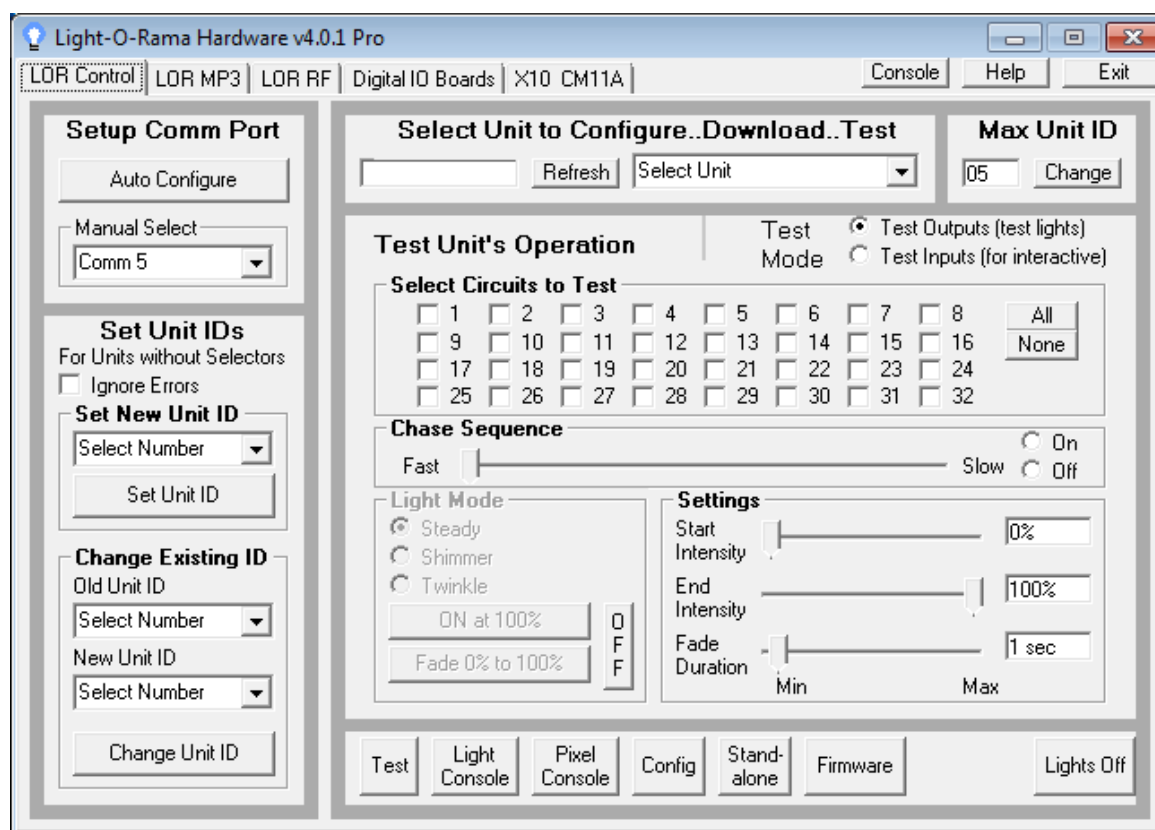 Light-O-Rama Hardware v4.0.1 Pro
LOR Control LOR MP3 LOR RF Digital IO Boards X10 CM11A Console Help Exit
Setup Comm Port
Auto Configure
Manual Select
Comm 5
Set Unit IDs
For Units without Selectors
Ignore Errors
Set New Unit ID
Select Number
Set Unit ID
Change Existing ID
Old Unit ID
Select Number
New Unit ID
Select Number
Change Unit ID
Select Unit to Configure..Download..Test
Refresh Select Unit
Max Unit ID
05 Change
Test Unit's Operation
Test Mode
Test Outputs (test lights)
Test Inputs (for interactive)
Select Circuits to Test
1 2 3 4 5 6 7 8
9 10 11 12 13 14 15 16
17 18 19 20 21 22 23 24
25 26 27 28 29 30 31 32
All
None
Chase Sequence
Fast Slow
On
Off
Light Mode
Steady
Shimmer
Twinkle
ON at 100%
Fade 0% to 100%
OFF
Settings
Start Intensity 0%
End Intensity 100%
Fade Duration 1 sec
Min Max
Test Light Console Pixel Console Config Stand-alone Firmware Lights Off